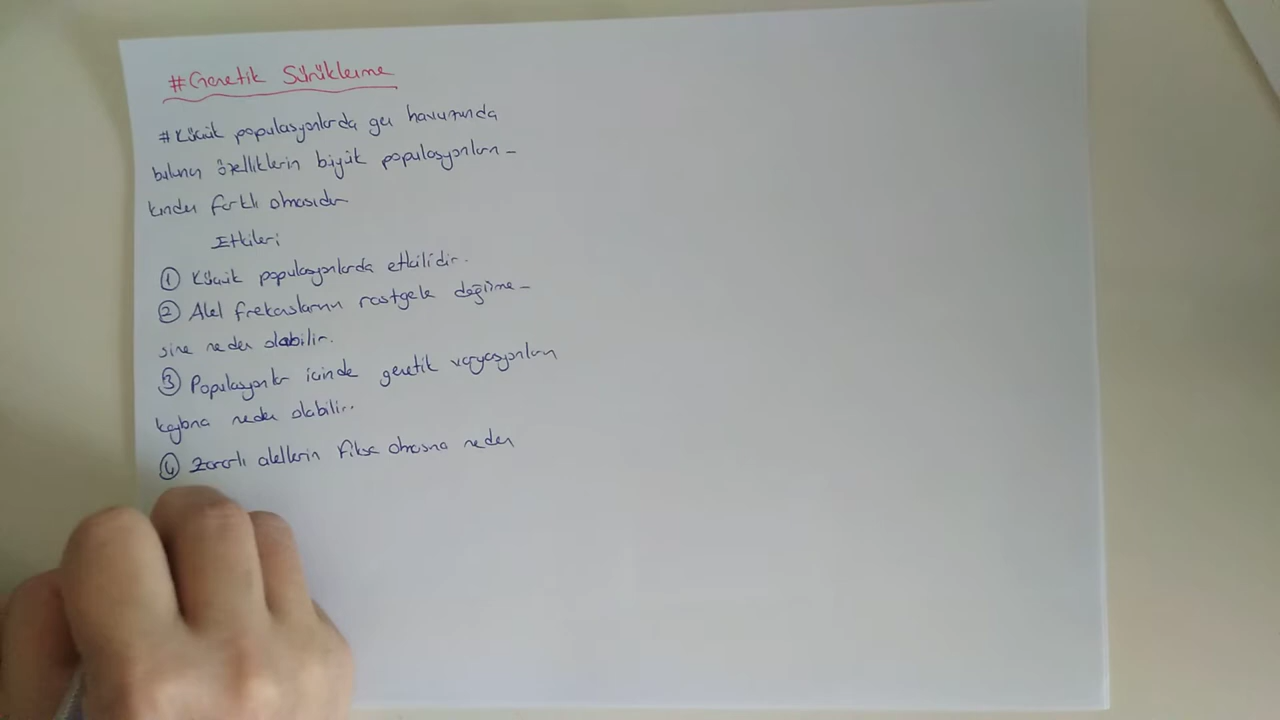 #Genetik Sürüklenme
#Küçük populasyonlarda gen havuzunda
bulunan özelliklerin büyük populasyonların-
kinden farklı olmasıdır
Etkileri
① Küçük populasyonlarda etkilidir.
② Alel frekanslarının rastgele değişme-
sine neden olabilir.
③ Populasyonlar içinde genetik varyasyonların
kaybına neden olabilir.
④ Zararlı alellerin fikse olmasına neden